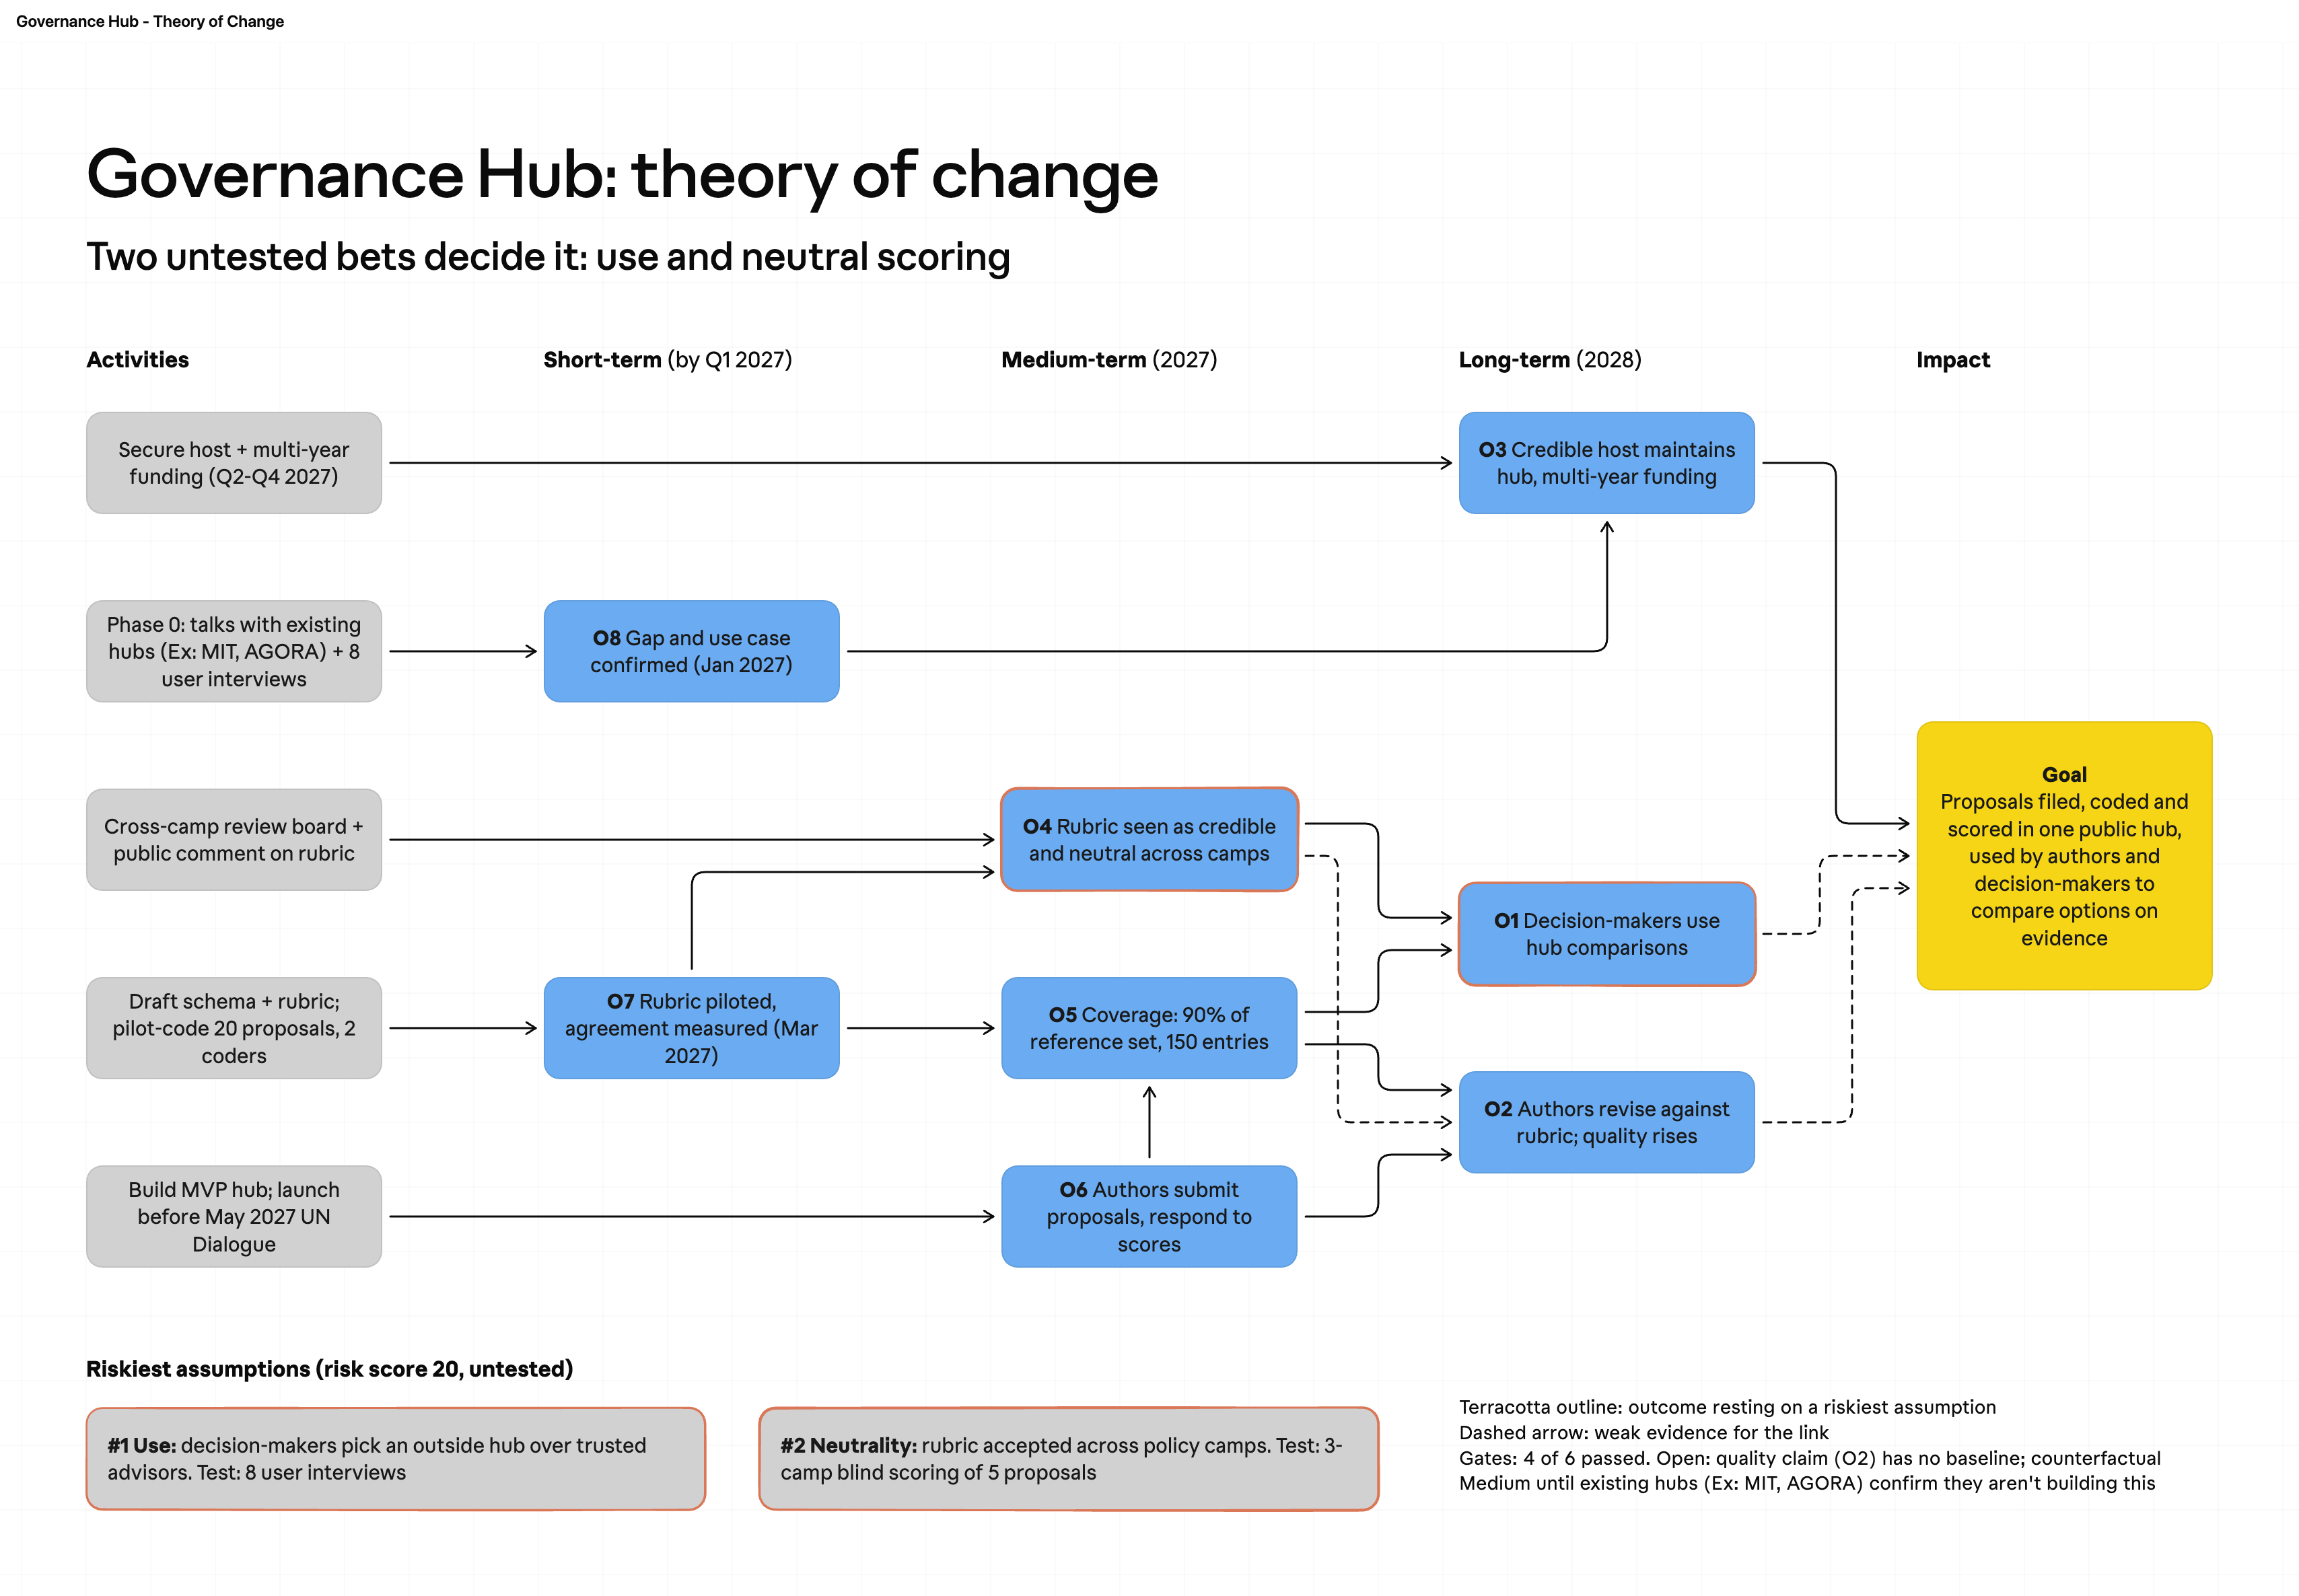 Governance Hub - Theory of Change
Governance Hub: theory of change
Two untested bets decide it: use and neutral scoring
Activities
Short-term (by Q1 2027)
Medium-term (2027)
Long-term (2028)
Impact
Secure host + multi-year
funding (Q2-Q4 2027)
O3 Credible host maintains
hub, multi-year funding
Phase 0: talks with existing
hubs (Ex: MIT, AGORA) + 8
user interviews
O8 Gap and use case
confirmed (Jan 2027)
Cross-camp review board +
public comment on rubric
O4 Rubric seen as credible
and neutral across camps
O1 Decision-makers use
hub comparisons
Goal
Proposals filed, coded and
scored in one public hub,
used by authors and
decision-makers to
compare options on
evidence
Draft schema + rubric;
pilot-code 20 proposals, 2
coders
O7 Rubric piloted,
agreement measured (Mar
2027)
O5 Coverage: 90% of
reference set, 150 entries
O2 Authors revise against
rubric; quality rises
Build MVP hub; launch
before May 2027 UN
Dialogue
O6 Authors submit
proposals, respond to
scores
Riskiest assumptions (risk score 20, untested)
#1 Use: decision-makers pick an outside hub over trusted
advisors. Test: 8 user interviews
#2 Neutrality: rubric accepted across policy camps. Test: 3-
camp blind scoring of 5 proposals
Terracotta outline: outcome resting on a riskiest assumption
Dashed arrow: weak evidence for the link
Gates: 4 of 6 passed. Open: quality claim (O2) has no baseline; counterfactual
Medium until existing hubs (Ex: MIT, AGORA) confirm they aren't building this